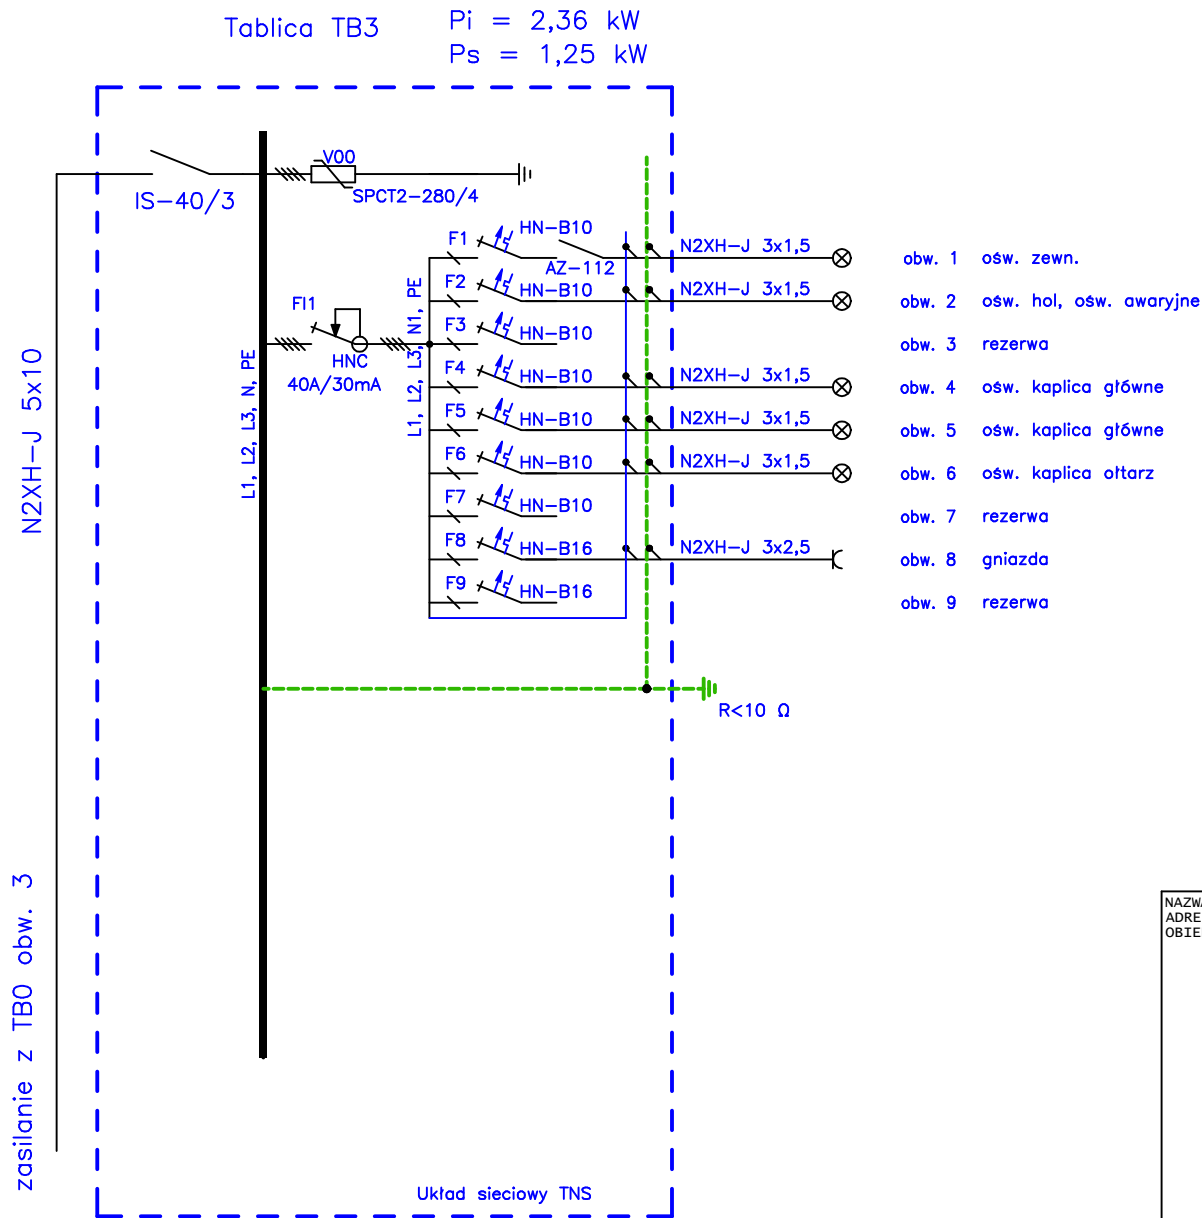 Tablica TB3
Pi = 2,36 kW
Ps = 1,25 kW
IS-40/3
V00
SPCT2-280/4
FI1
HNC
40A/30mA
L1, L2, L3, N, PE
L1, L2, L3, N1, PE
F1 HN-B10 AZ-112 N2XH-J 3x1,5 obw. 1 ośw. zewn.
F2 HN-B10 N2XH-J 3x1,5 obw. 2 ośw. hol, ośw. awaryjne
F3 HN-B10 obw. 3 rezerwa
F4 HN-B10 N2XH-J 3x1,5 obw. 4 ośw. kaplica główne
F5 HN-B10 N2XH-J 3x1,5 obw. 5 ośw. kaplica główne
F6 HN-B10 N2XH-J 3x1,5 obw. 6 ośw. kaplica ołtarz
F7 HN-B10 obw. 7 rezerwa
F8 HN-B16 N2XH-J 3x2,5 obw. 8 gniazda
F9 HN-B16 obw. 9 rezerwa
R<10 Ω
N2XH-J 5x10
zasilanie z TB0 obw. 3
Układ sieciowy TNS
NAZWA
ADRE
OBIE